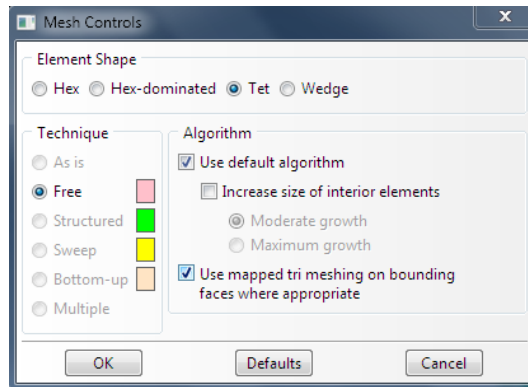 Mesh Controls
x
Element Shape
Hex Hex-dominated Tet Wedge
Technique
As is
Free
Structured
Sweep
Bottom-up
Multiple
Algorithm
Use default algorithm
Increase size of interior elements
Moderate growth
Maximum growth
Use mapped tri meshing on bounding
faces where appropriate
OK Defaults Cancel